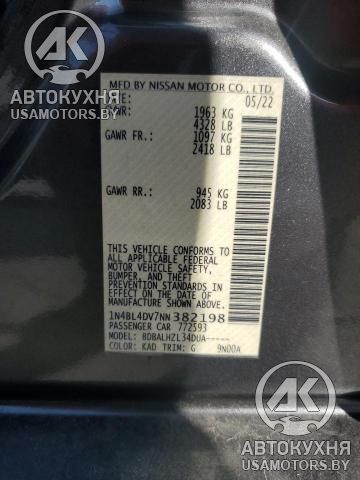 АВТОКУХНЯ
USAMOTORS.BY
MFD BY NISSAN MOTOR CO., LTD.
05/22
1963 KG
4328 LB
GAWR FR.: 1097 KG
2418 LB
GAWR RR.: 945 KG
2083 LB
THIS VEHICLE CONFORMS TO
ALL APPLICABLE FEDERAL
MOTOR VEHICLE SAFETY,
BUMPER, AND THEFT
PREVENTION STANDARDS
IN EFFECT ON THE DATE OF
MANUFACTURE SHOWN ABOVE.
1N4BL4DV7NN382198
PASSENGER CAR 772593
MODEL: BDBALHZL34DUA-----
COLOR: KAD TRIM: G 9N00A
АВТОКУХНЯ
USAMOTORS.BY